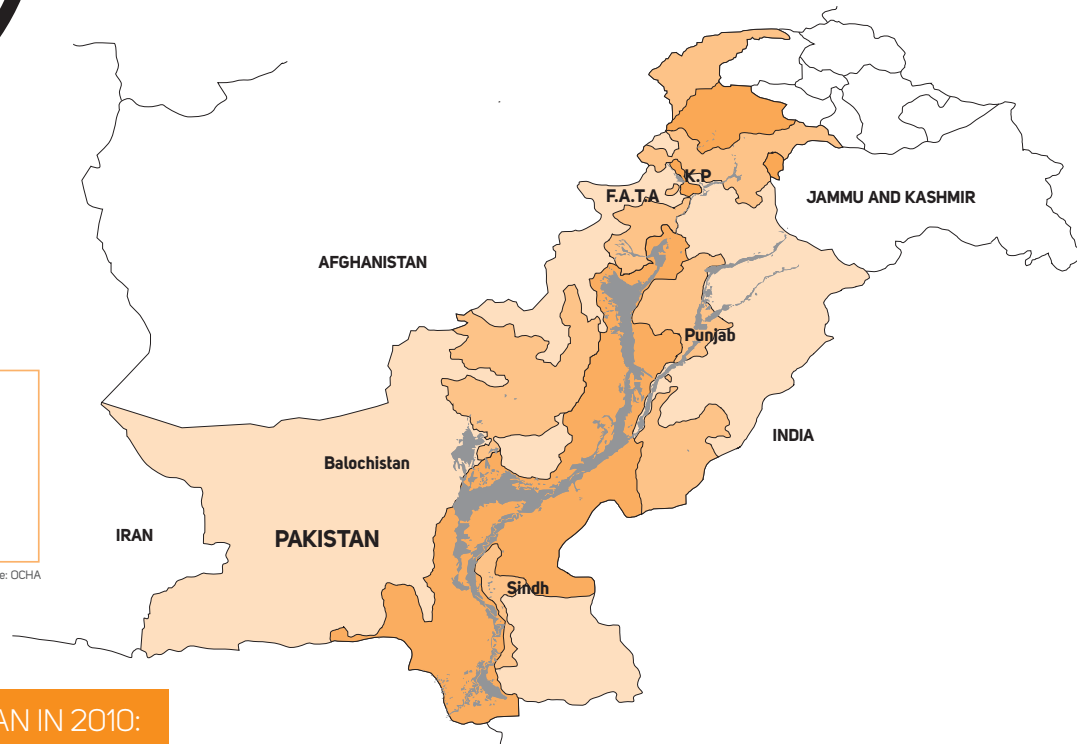 K.P
F.A.T.A
JAMMU AND KASHMIR
AFGHANISTAN
Punjab
INDIA
Balochistan
IRAN
PAKISTAN
e: OCHA
Sindh
AN IN 2010: